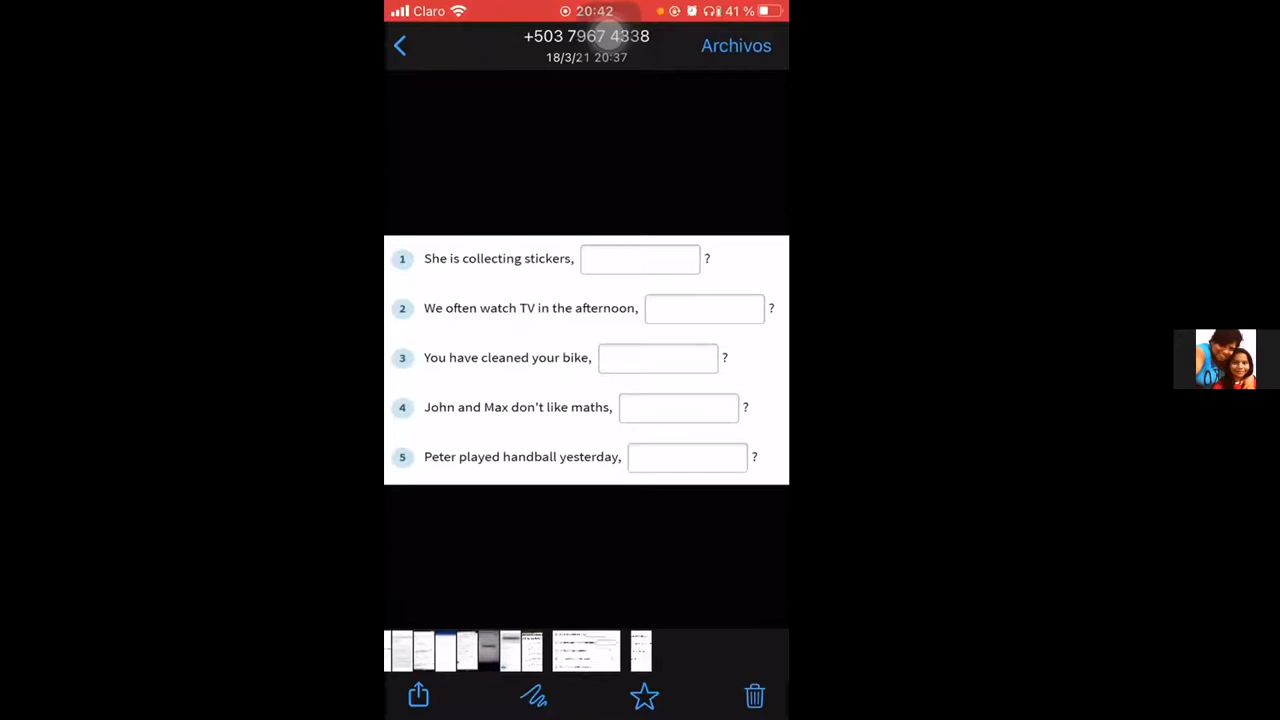 Claro 20:42 41 %
+503 7967 4338
18/3/21 20:37
Archivos
1 She is collecting stickers, ?
2 We often watch TV in the afternoon, ?
3 You have cleaned your bike, ?
4 John and Max don't like maths, ?
5 Peter played handball yesterday, ?